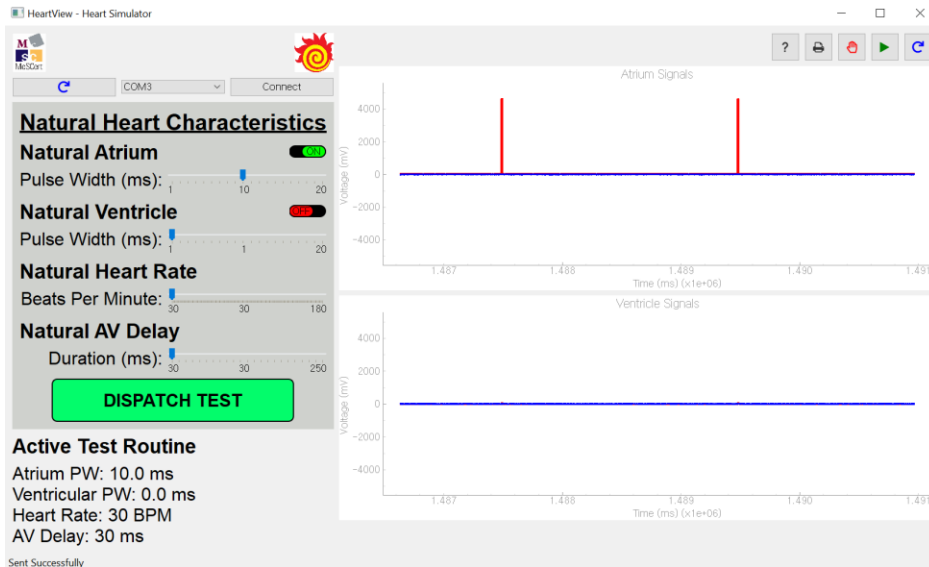 HeartView - Heart Simulator
M
S C
MeSCort
?
COM3
Connect
Natural Heart Characteristics
Natural Atrium
ON
Pulse Width (ms):
1 10 20
Natural Ventricle
OFF
Pulse Width (ms):
1 1 20
Natural Heart Rate
Beats Per Minute:
30 30 180
Natural AV Delay
Duration (ms):
30 30 250
DISPATCH TEST
Active Test Routine
Atrium PW: 10.0 ms
Ventricular PW: 0.0 ms
Heart Rate: 30 BPM
AV Delay: 30 ms
Sent Successfully
Atrium Signals
Voltage (mV)
4000
2000
0
−2000
−4000
1.487 1.488 1.489 1.490 1.491
Time (ms) (x1e+06)
Ventricle Signals
Voltage (mV)
4000
2000
0
−2000
−4000
1.487 1.488 1.489 1.490 1.491
Time (ms) (x1e+06)